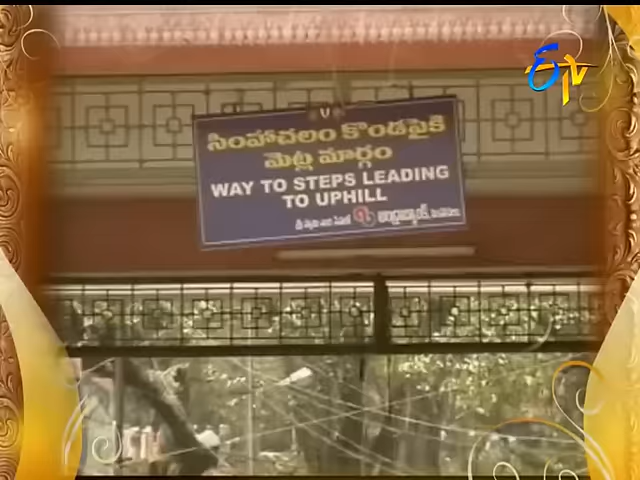 ETV
సింహాచలం కొండపైకి
మెట్ల మార్గం
WAY TO STEPS LEADING
TO UPHILL
ఆంధ్రాబ్యాంక్,